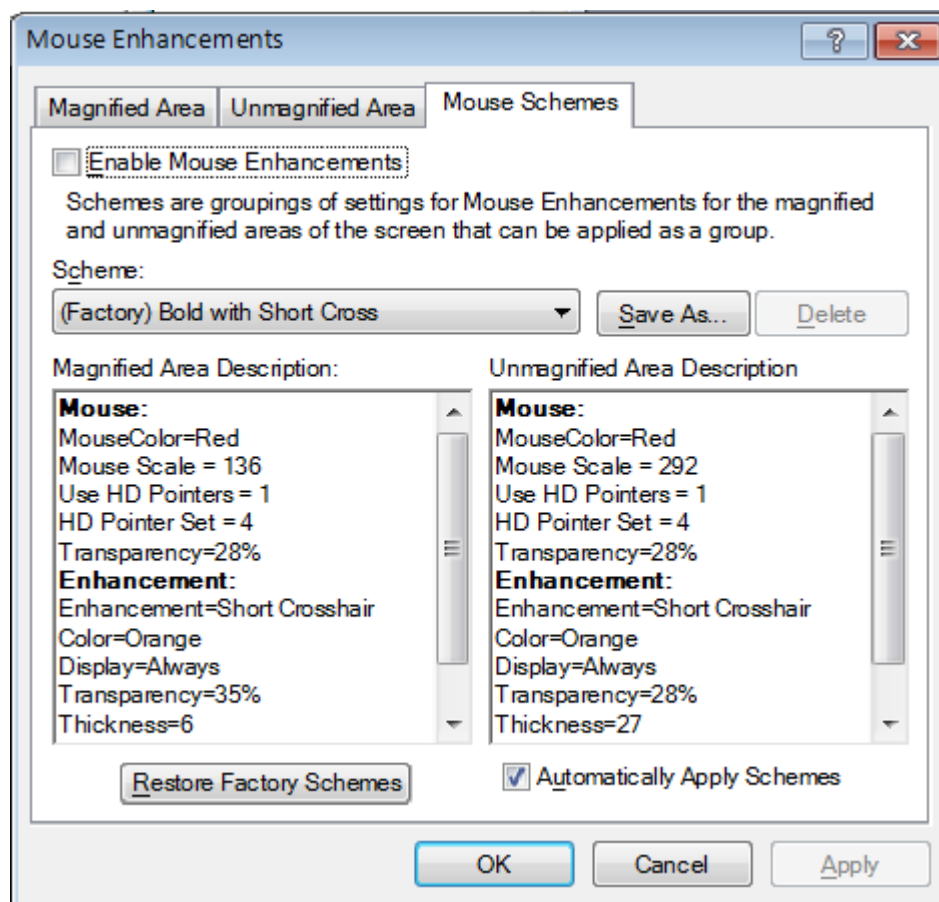 Mouse Enhancements
Magnified Area Unmagnified Area Mouse Schemes
Enable Mouse Enhancements
Schemes are groupings of settings for Mouse Enhancements for the magnified
and unmagnified areas of the screen that can be applied as a group.
Scheme:
(Factory) Bold with Short Cross Save As... Delete
Magnified Area Description:
Mouse:
MouseColor=Red
Mouse Scale = 136
Use HD Pointers = 1
HD Pointer Set = 4
Transparency=28%
Enhancement:
Enhancement=Short Crosshair
Color=Orange
Display=Always
Transparency=35%
Thickness=6
Unmagnified Area Description
Mouse:
MouseColor=Red
Mouse Scale = 292
Use HD Pointers = 1
HD Pointer Set = 4
Transparency=28%
Enhancement:
Enhancement=Short Crosshair
Color=Orange
Display=Always
Transparency=28%
Thickness=27
Restore Factory Schemes Automatically Apply Schemes
OK Cancel Apply